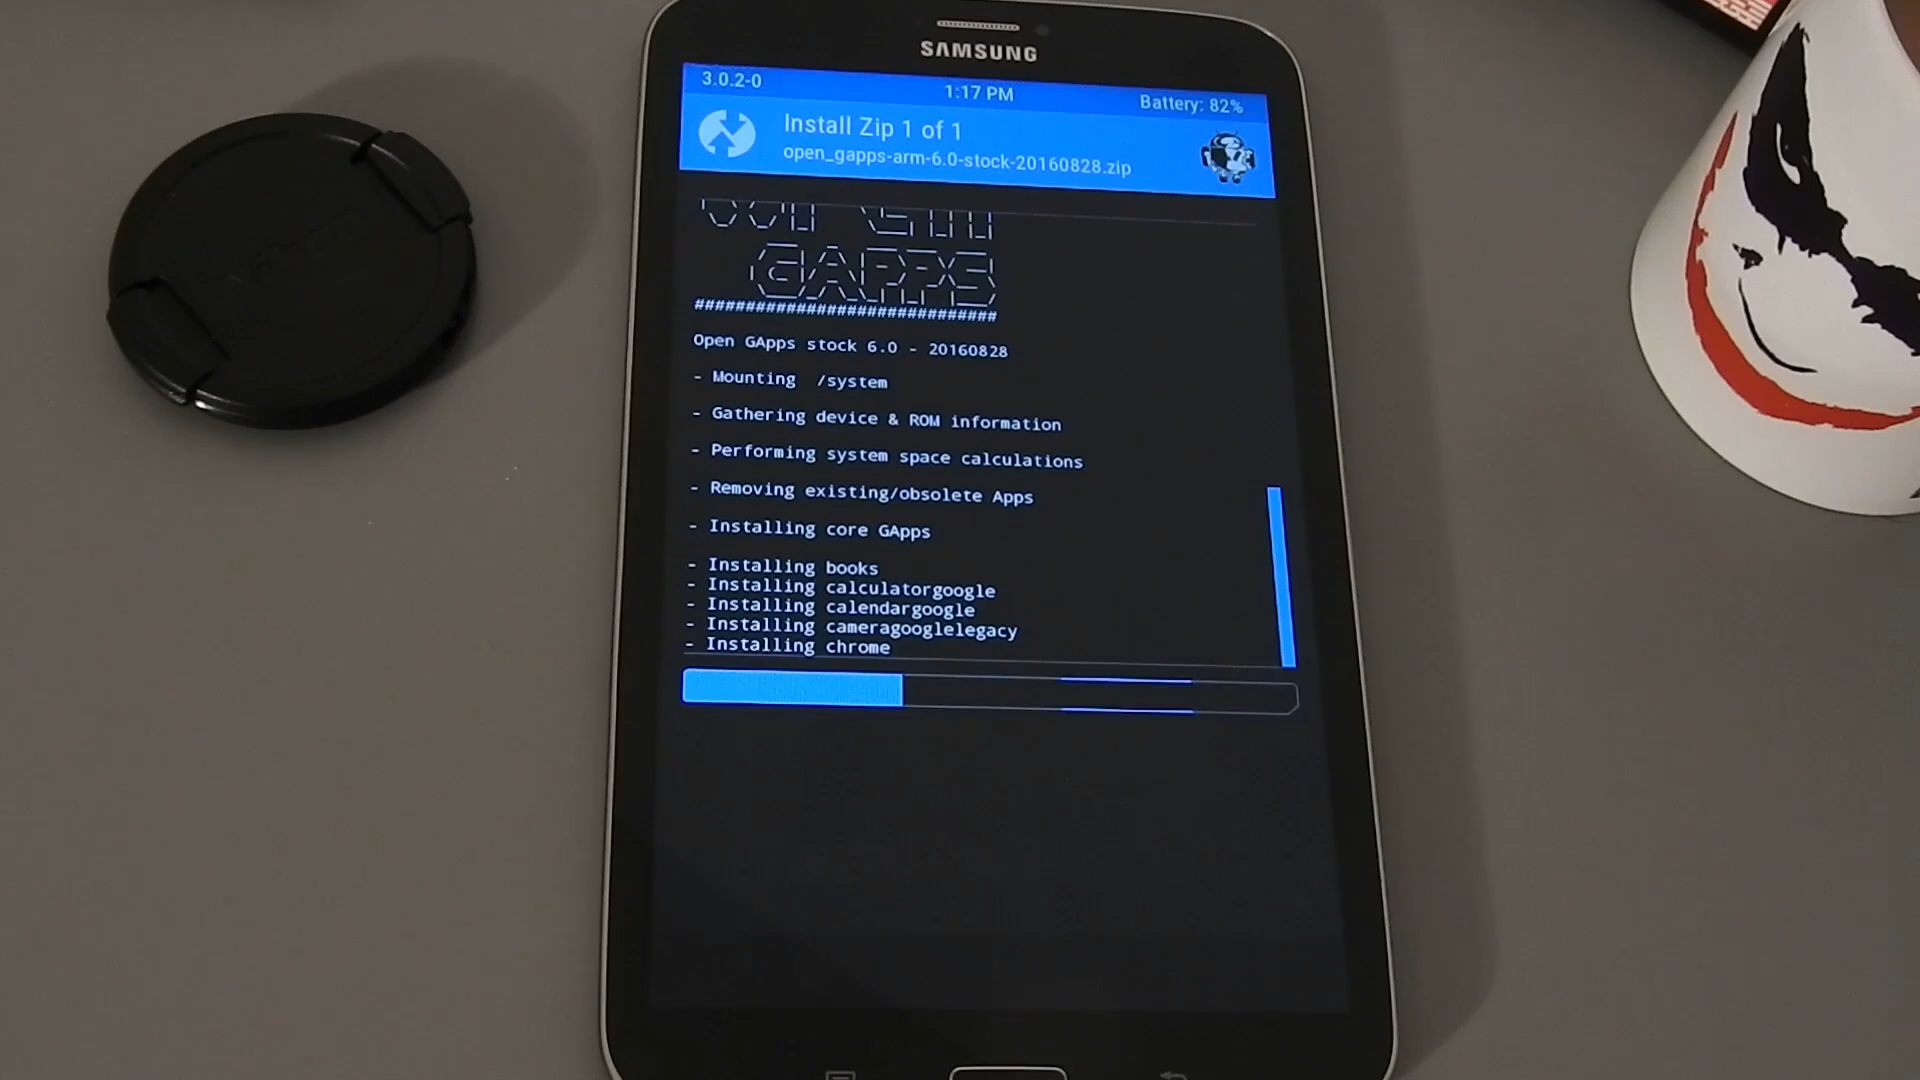 SAMSUNG
3.0.2-0
1:17 PM
Battery: 82%
Install Zip 1 of 1
open_gapps-arm-6.0-stock-20160828.zip
GAPPS
#############################
Open GApps stock 6.0 - 20160828
- Mounting /system
- Gathering device & ROM information
- Performing system space calculations
- Removing existing/obsolete Apps
- Installing core GApps
- Installing books
- Installing calculatorgoogle
- Installing calendargoogle
- Installing cameragooglelegacy
- Installing chrome